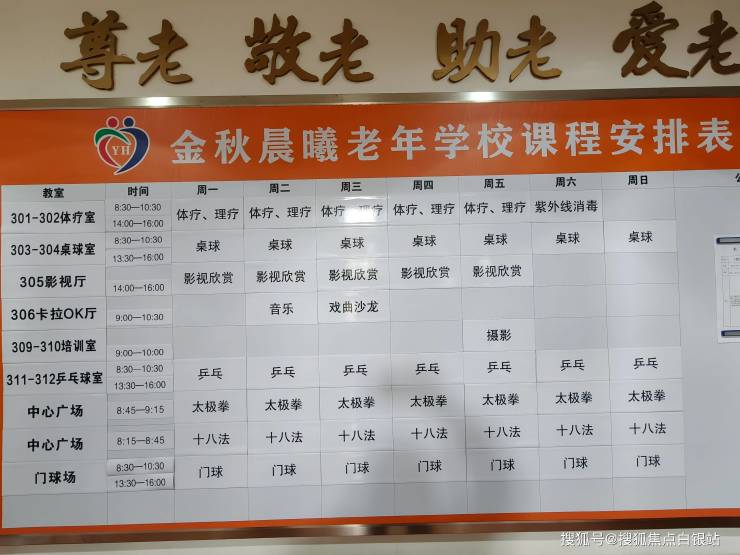 尊老 敬老 助老 爱老
YH 金秋晨曦老年学校课程安排表
教室 时间 周一 周二 周三 周四 周五 周六 周日
301-302体疗室 8:30—10:30 14:00—16:00 体疗、理疗 体疗、理疗 体疗、理疗 体疗、理疗 体疗、理疗 紫外线消毒
303-304桌球室 8:30—10:30 13:30—16:00 桌球 桌球 桌球 桌球 桌球 桌球 桌球
305影视厅 14:00—16:00 影视欣赏 影视欣赏 影视欣赏 影视欣赏 影视欣赏
306卡拉OK厅 9:00—10:30 音乐 戏曲沙龙
309-310培训室 9:00—10:00 摄影
311-312乒乓球室 8:30—10:30 13:30—16:00 乒乓 乒乓 乒乓 乒乓 乒乓 乒乓 乒乓
中心广场 8:45—9:15 太极拳 太极拳 太极拳 太极拳 太极拳 太极拳 太极拳
中心广场 8:15—8:45 十八法 十八法 十八法 十八法 十八法 十八法 十八法
门球场 8:30—10:30 13:30—16:00 门球 门球 门球 门球 门球 门球 门球
搜狐号@搜狐焦点白银站